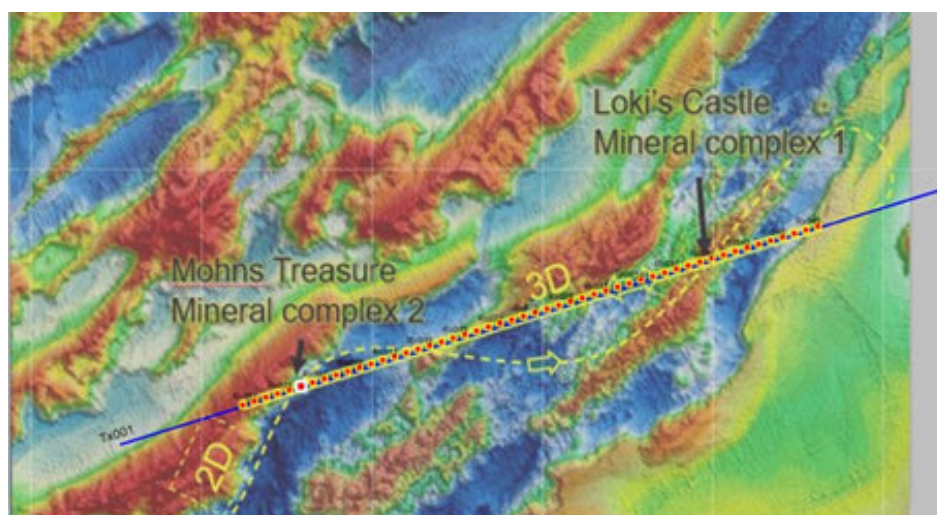 Loki's Castle
Mineral complex 1
Mohns Treasure
Mineral complex 2
3D
2D
Tx001